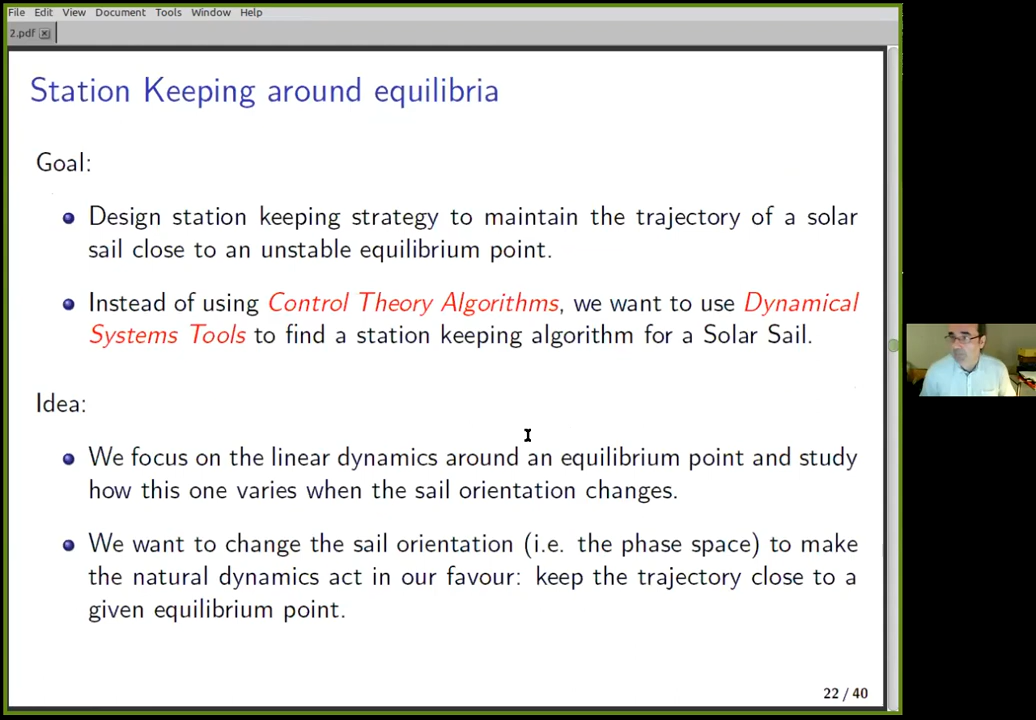 File Edit View Document Tools Window Help
2.pdf
Station Keeping around equilibria
Goal:
Design station keeping strategy to maintain the trajectory of a solar
sail close to an unstable equilibrium point.
Instead of using Control Theory Algorithms, we want to use Dynamical
Systems Tools to find a station keeping algorithm for a Solar Sail.
Idea:
We focus on the linear dynamics around an equilibrium point and study
how this one varies when the sail orientation changes.
We want to change the sail orientation (i.e. the phase space) to make
the natural dynamics act in our favour: keep the trajectory close to a
given equilibrium point.
22 / 40